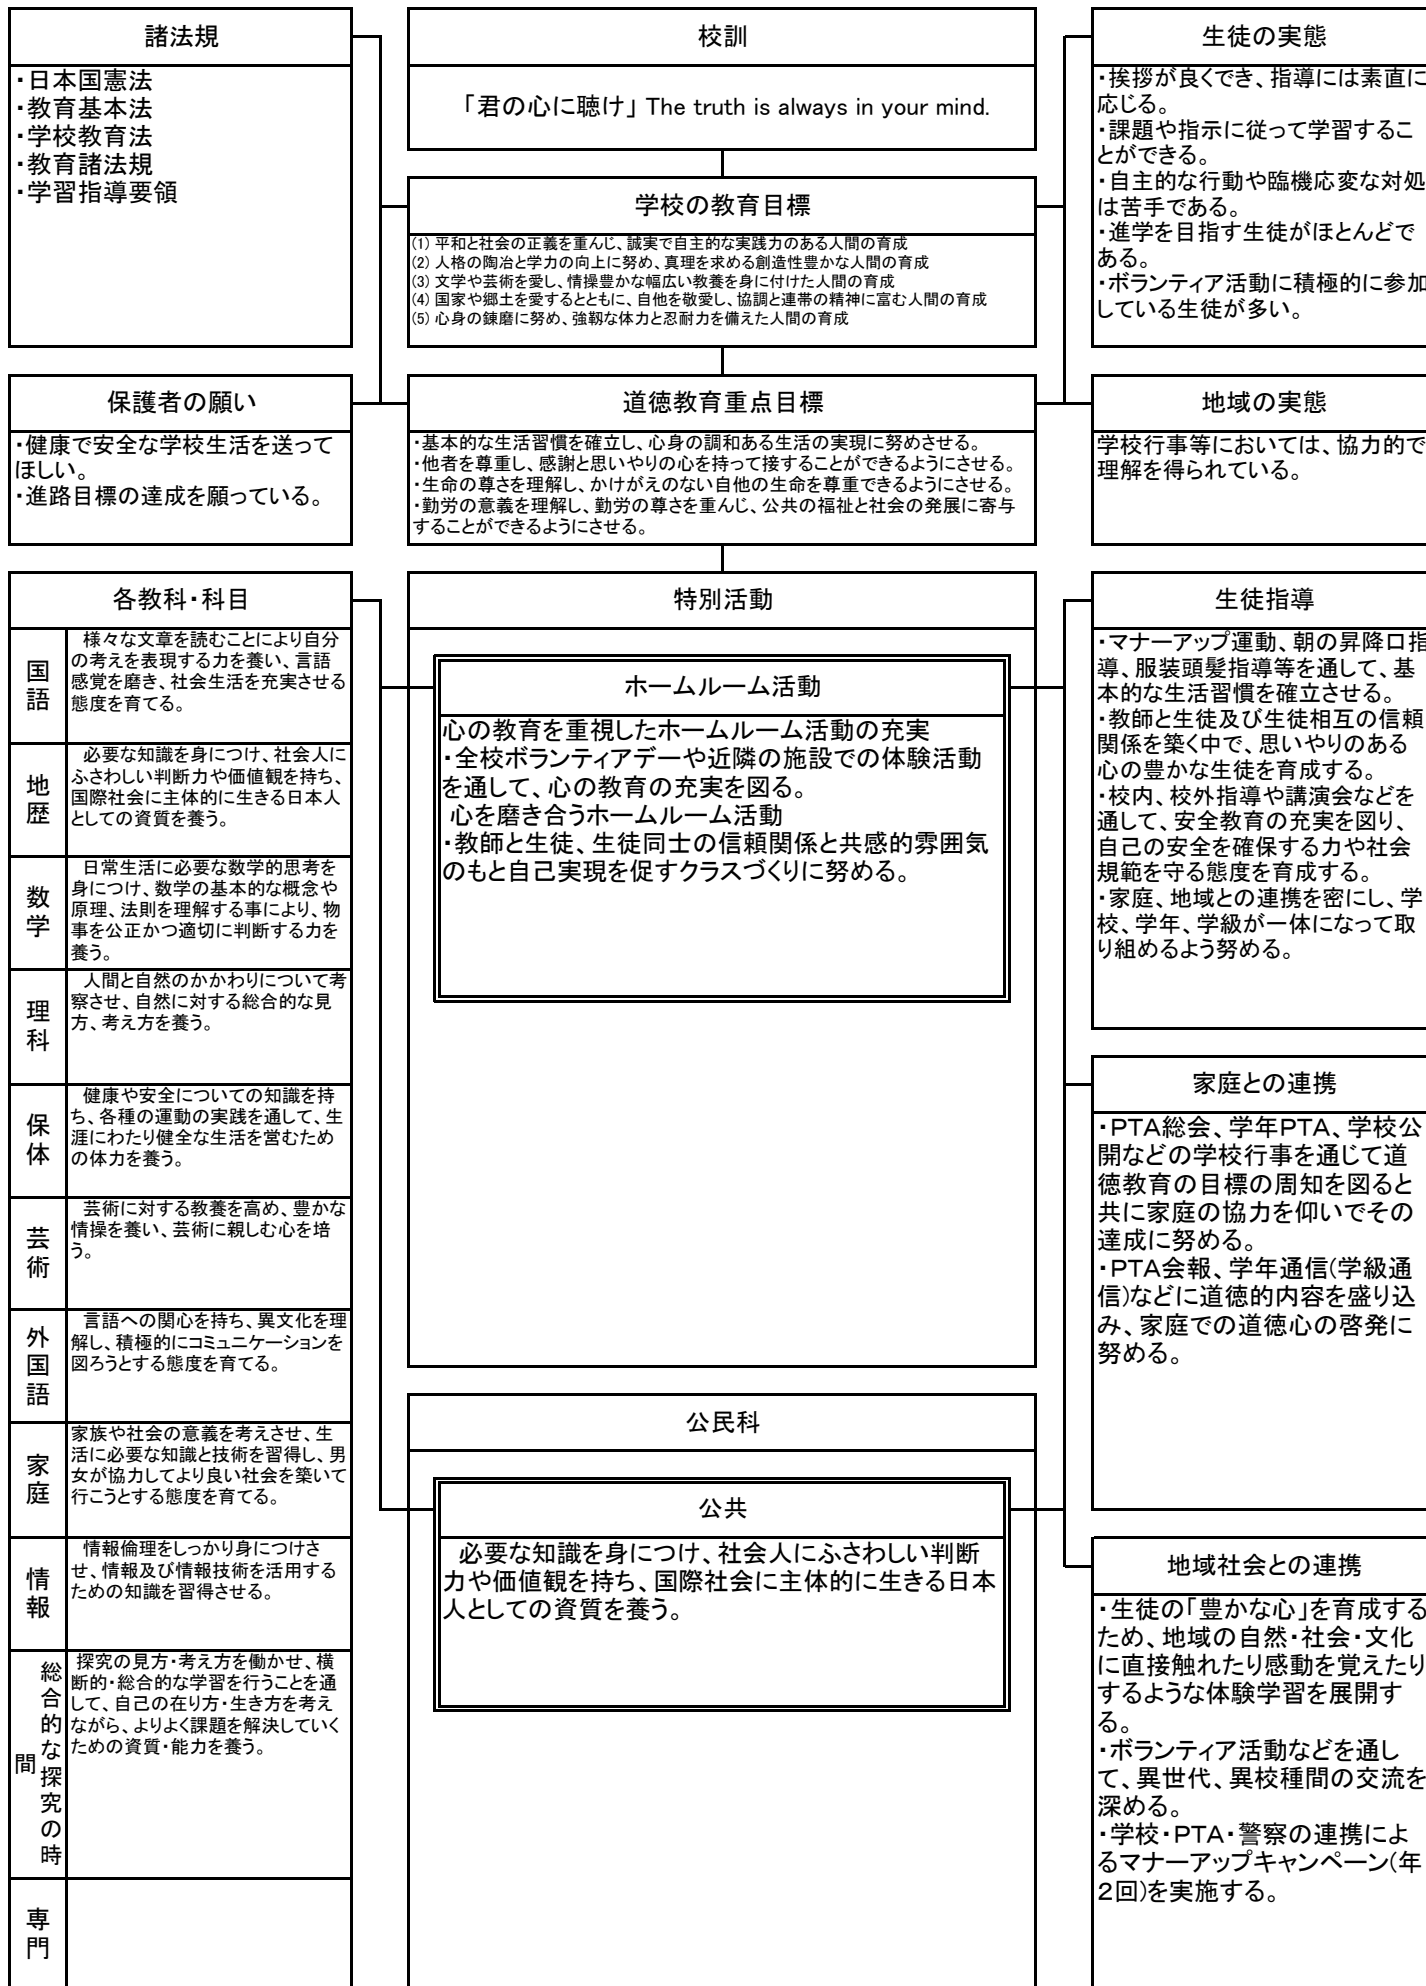 諸法規
・日本国憲法
・教育基本法
・学校教育法
・教育諸法規
・学習指導要領
校訓
「君の心に聴け」 The truth is always in your mind.
生徒の実態
・挨拶が良くでき、指導には素直に
応じる。
・課題や指示に従って学習するこ
とができる。
・自主的な行動や臨機応変な対処
は苦手である。
・進学を目指す生徒がほとんどで
ある。
・ボランティア活動に積極的に参加
している生徒が多い。
学校の教育目標
(1) 平和と社会の正義を重んじ、誠実で自主的な実践力のある人間の育成
(2) 人格の陶冶と学力の向上に努め、真理を求める創造性豊かな人間の育成
(3) 文学や芸術を愛し、情操豊かな幅広い教養を身に付けた人間の育成
(4) 国家や郷土を愛するとともに、自他を敬愛し、協調と連帯の精神に富む人間の育成
(5) 心身の錬磨に努め、強靱な体力と忍耐力を備えた人間の育成
保護者の願い
・健康で安全な学校生活を送って
ほしい。
・進路目標の達成を願っている。
道徳教育重点目標
・基本的な生活習慣を確立し、心身の調和ある生活の実現に努めさせる。
・他者を尊重し、感謝と思いやりの心を持って接することができるようにさせる。
・生命の尊さを理解し、かけがえのない自他の生命を尊重できるようにさせる。
・勤労の意義を理解し、勤労の尊さを重んじ、公共の福祉と社会の発展に寄与
することができるようにさせる。
地域の実態
学校行事等においては、協力的で
理解を得られている。
各教科・科目
国語
様々な文章を読むことにより自分
の考えを表現する力を養い、言語
感覚を磨き、社会生活を充実させる
態度を育てる。
地歴
必要な知識を身につけ、社会人に
ふさわしい判断力や価値観を持ち、
国際社会に主体的に生きる日本人
としての資質を養う。
数学
日常生活に必要な数学的思考を
身につけ、数学の基本的な概念や
原理、法則を理解する事により、物
事を公正かつ適切に判断する力を
養う。
理科
人間と自然のかかわりについて考
察させ、自然に対する総合的な見
方、考え方を養う。
保体
健康や安全についての知識を持
ち、各種の運動の実践を通して、生
涯にわたり健全な生活を営むため
の体力を養う。
芸術
芸術に対する教養を高め、豊かな
情操を養い、芸術に親しむ心を培
う。
外国語
言語への関心を持ち、異文化を理
解し、積極的にコミュニケーションを
図ろうとする態度を育てる。
家庭
家族や社会の意義を考えさせ、生
活に必要な知識と技術を習得し、男
女が協力してより良い社会を築いて
行こうとする態度を育てる。
情報
情報倫理をしっかり身につけさ
せ、情報及び情報技術を活用する
ための知識を習得させる。
総合的な探究の時
間
探究の見方・考え方を働かせ、横
断的・総合的な学習を行うことを通
して、自己の在り方・生き方を考え
ながら、よりよく課題を解決していく
ための資質・能力を養う。
専門
特別活動
ホームルーム活動
心の教育を重視したホームルーム活動の充実
・全校ボランティアデーや近隣の施設での体験活動
を通して、心の教育の充実を図る。
心を磨き合うホームルーム活動
・教師と生徒、生徒同士の信頼関係と共感的雰囲気
のもと自己実現を促すクラスづくりに努める。
公民科
公共
必要な知識を身につけ、社会人にふさわしい判断
力や価値観を持ち、国際社会に主体的に生きる日本
人としての資質を養う。
生徒指導
・マナーアップ運動、朝の昇降口指
導、服装頭髪指導等を通して、基
本的な生活習慣を確立させる。
・教師と生徒及び生徒相互の信頼
関係を築く中で、思いやりのある
心の豊かな生徒を育成する。
・校内、校外指導や講演会などを
通して、安全教育の充実を図り、
自己の安全を確保する力や社会
規範を守る態度を育成する。
・家庭、地域との連携を密にし、学
校、学年、学級が一体になって取
り組めるよう努める。
家庭との連携
・PTA総会、学年PTA、学校公
開などの学校行事を通じて道
徳教育の目標の周知を図ると
共に家庭の協力を仰いでその
達成に努める。
・PTA会報、学年通信(学級通
信)などに道徳的内容を盛り込
み、家庭での道徳心の啓発に
努める。
地域社会との連携
・生徒の「豊かな心」を育成する
ため、地域の自然・社会・文化
に直接触れたり感動を覚えたり
するような体験学習を展開す
る。
・ボランティア活動などを通し
て、異世代、異校種間の交流を
深める。
・学校・PTA・警察の連携によ
るマナーアップキャンペーン(年
2回)を実施する。